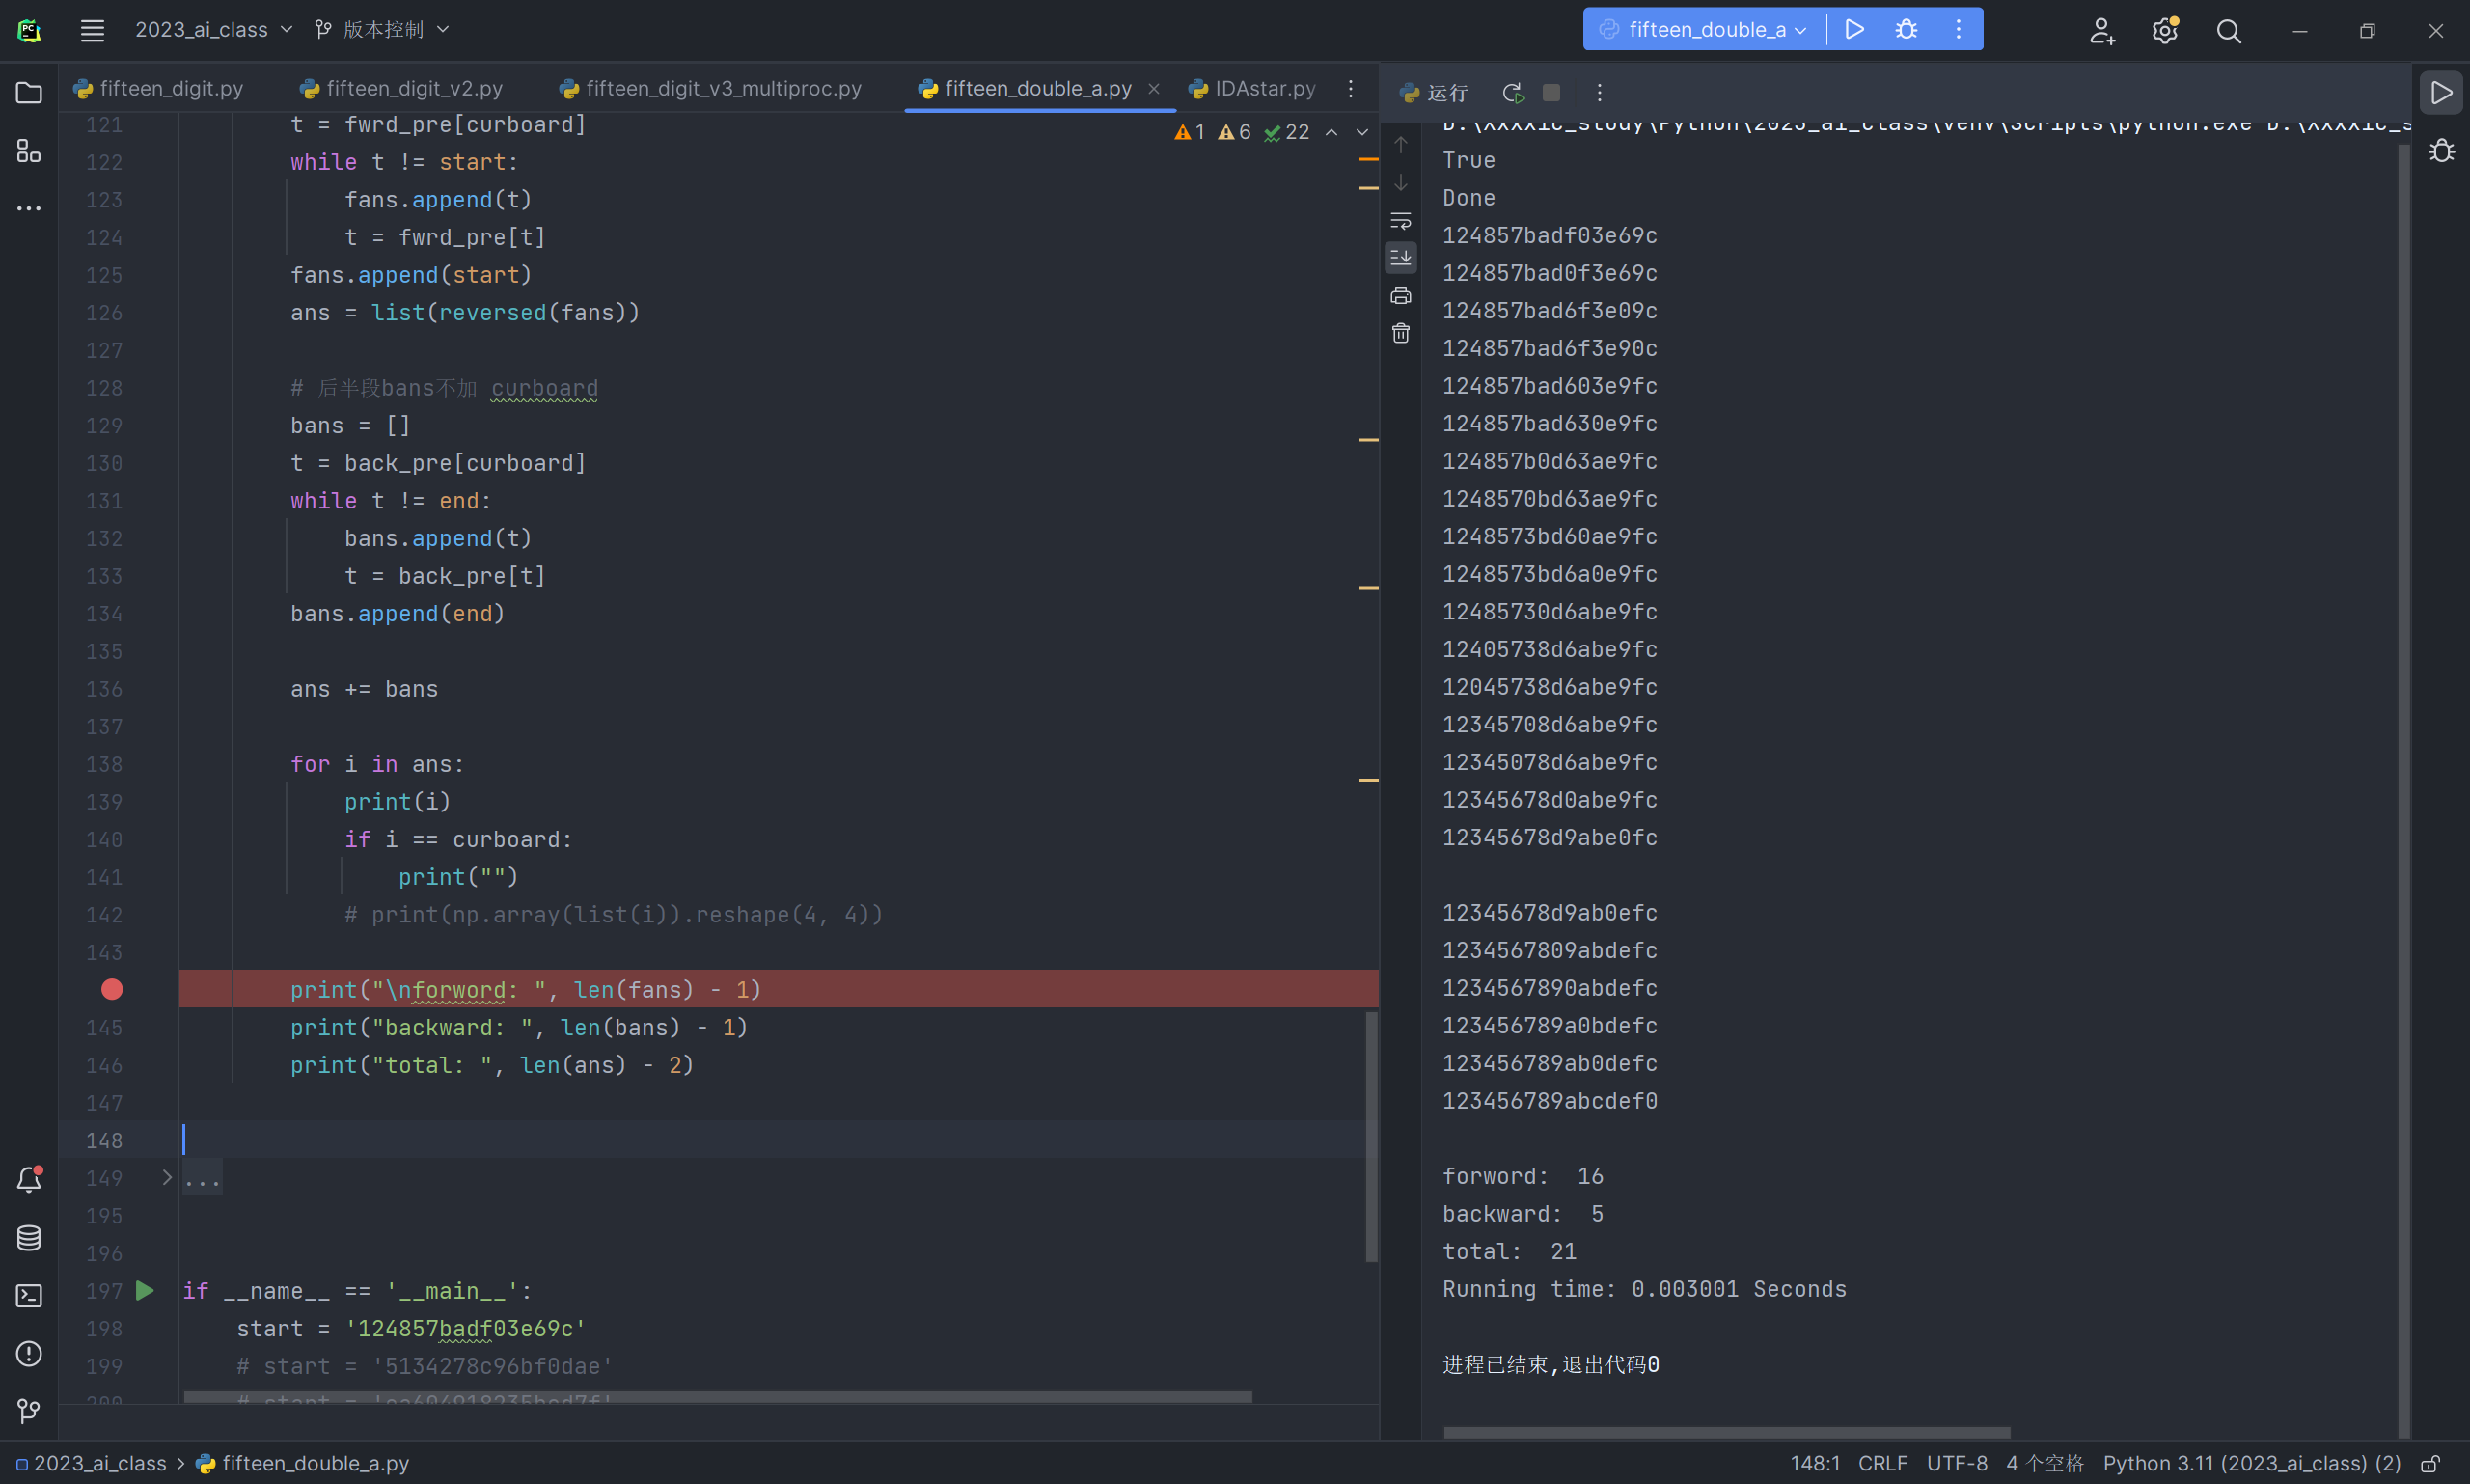 PC
2023_ai_class
版本控制
fifteen_double_a
fifteen_digit.py
fifteen_digit_v2.py
fifteen_digit_v3_multiproc.py
fifteen_double_a.py
IDAstar.py
运行
1 6 22
121 t = fwrd_pre[curboard]
122 while t != start:
123 fans.append(t)
124 t = fwrd_pre[t]
125 fans.append(start)
126 ans = list(reversed(fans))
127
128 # 后半段bans不加 curboard
129 bans = []
130 t = back_pre[curboard]
131 while t != end:
132 bans.append(t)
133 t = back_pre[t]
134 bans.append(end)
135
136 ans += bans
137
138 for i in ans:
139 print(i)
140 if i == curboard:
141 print("")
142 # print(np.array(list(i)).reshape(4, 4))
143
print("\nforword: ", len(fans) - 1)
145 print("backward: ", len(bans) - 1)
146 print("total: ", len(ans) - 2)
147
148
149 ...
195
196
197 if __name__ == '__main__':
198 start = '124857badf03e69c'
199 # start = '5134278c96bf0dae'
D:\xxxxic_study\Python\2023_ai_class\venv\Scripts\python.exe D:\xxxxic_s
True
Done
124857badf03e69c
124857bad0f3e69c
124857bad6f3e09c
124857bad6f3e90c
124857bad603e9fc
124857bad630e9fc
124857b0d63ae9fc
1248570bd63ae9fc
1248573bd60ae9fc
1248573bd6a0e9fc
12485730d6abe9fc
12405738d6abe9fc
12045738d6abe9fc
12345708d6abe9fc
12345078d6abe9fc
12345678d0abe9fc
12345678d9abe0fc
12345678d9ab0efc
1234567809abdefc
1234567890abdefc
123456789a0bdefc
123456789ab0defc
123456789abcdef0
forword: 16
backward: 5
total: 21
Running time: 0.003001 Seconds
进程已结束,退出代码0
2023_ai_class
fifteen_double_a.py
148:1 CRLF UTF-8 4 个空格 Python 3.11 (2023_ai_class) (2)